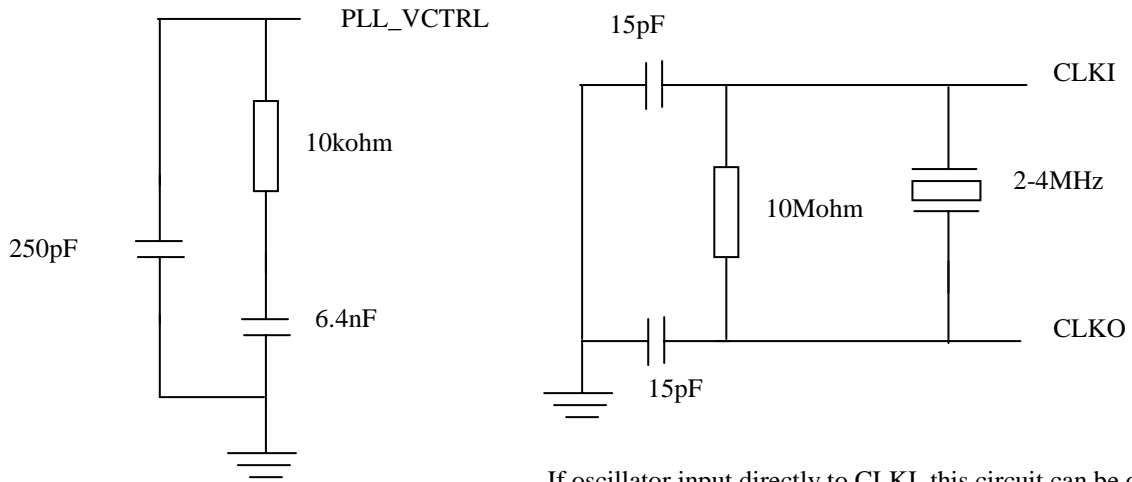 PLL_VCTRL
10kohm
250pF
6.4nF
15pF
CLKI
10Mohm
2-4MHz
CLKO
15pF
If oscillator input directly to CLKI, this circuit can be